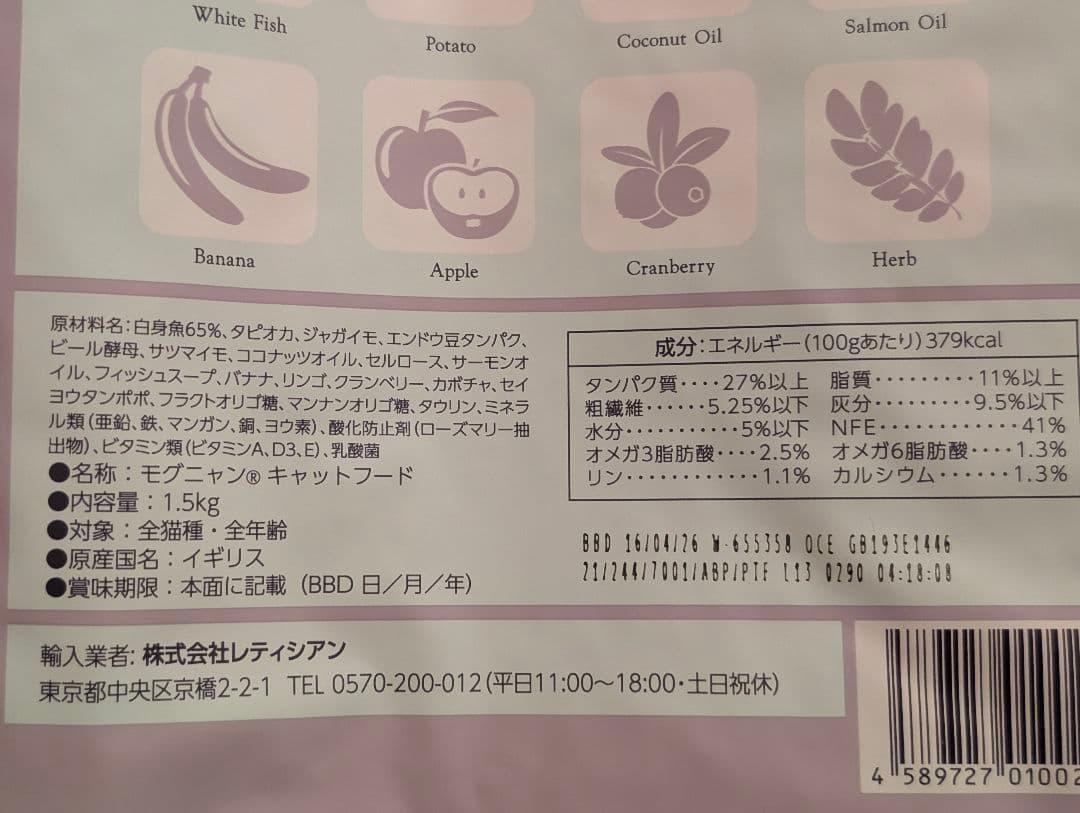 White Fish
Potato
Coconut Oil
Salmon Oil
Banana
Apple
Cranberry
Herb
原材料名：白身魚65%、タピオカ、ジャガイモ、エンドウ豆タンパク、
ビール酵母、サツマイモ、ココナッツオイル、セルロース、サーモンオ
イル、フィッシュスープ、バナナ、リンゴ、クランベリー、カボチャ、セイ
ヨウタンポポ、フラクトオリゴ糖、マンナンオリゴ糖、タウリン、ミネラ
ル類（亜鉛、鉄、マンガン、銅、ヨウ素）、酸化防止剤（ローズマリー抽
出物）、ビタミン類（ビタミンA、D3、E）、乳酸菌
●名称：モグニャン® キャットフード
●内容量：1.5kg
●対象：全猫種・全年齢
●原産国名：イギリス
●賞味期限：本面に記載（BBD 日／月／年）
成分：エネルギー（100gあたり）379kcal
タンパク質････27%以上 脂質･････････11%以上
粗繊維･･････5.25%以下 灰分･････････9.5%以下
水分････････････5%以下 NFE･･････････････41%
オメガ3脂肪酸････2.5% オメガ6脂肪酸････1.3%
リン････････････1.1% カルシウム･･････1.3%
BBD 16/04/26 W-655358 OCE GB193E1446
21/244/7001/ABP/PTF L13 0290 04:18:08
輸入業者: 株式会社レティシアン
東京都中央区京橋2-2-1 TEL 0570-200-012（平日11:00〜18:00･土日祝休）
4 589727 01002